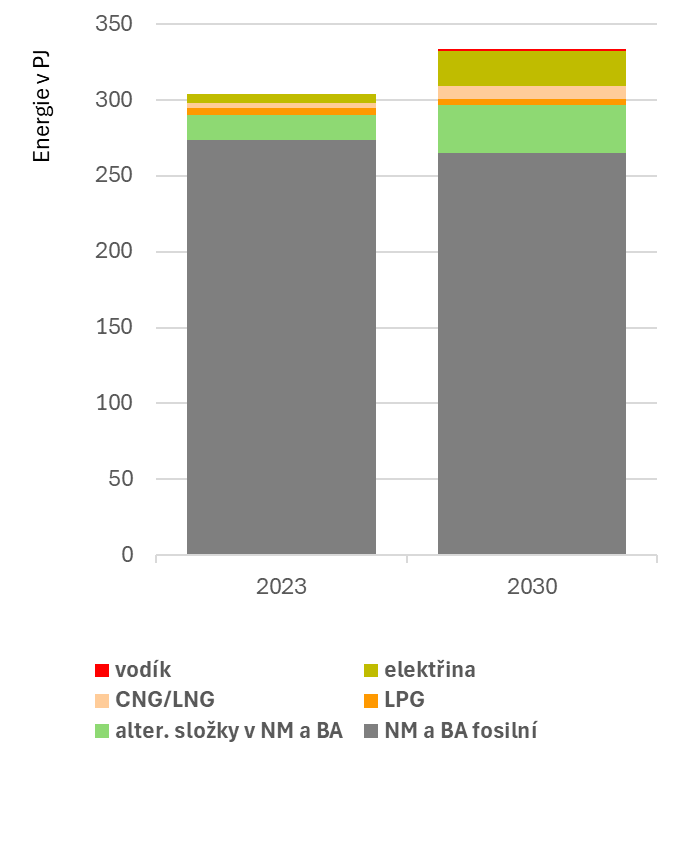 Energie v PJ
350
300
250
200
150
100
50
0
2023 2030
vodík elektřina
CNG/LNG LPG
alter. složky v NM a BA NM a BA fosilní